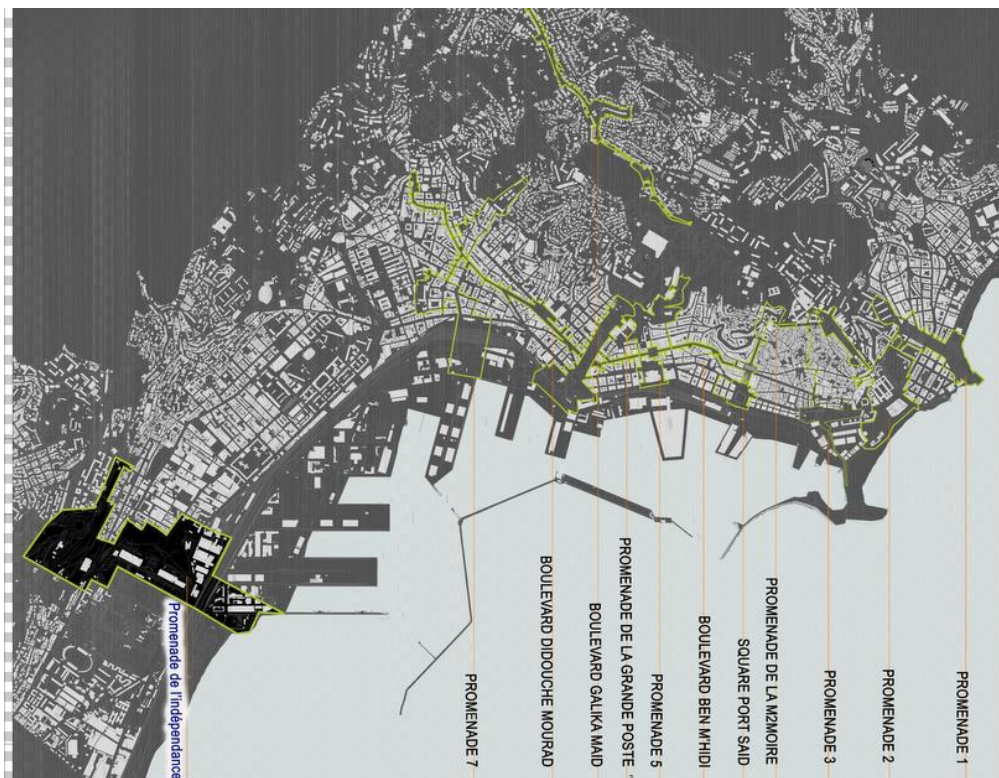 Promenade de l'indépendance
PROMENADE 7
BOULEVARD DIDOUCHE MOURAD
BOULEVARD GALIKA MAID
PROMENADE DE LA GRANDE POSTE
PROMENADE 5
BOULEVARD BEN M'HIDI
SQUARE PORT SAID
PROMENADE DE LA M2MOIRE
PROMENADE 3
PROMENADE 2
PROMENADE 1